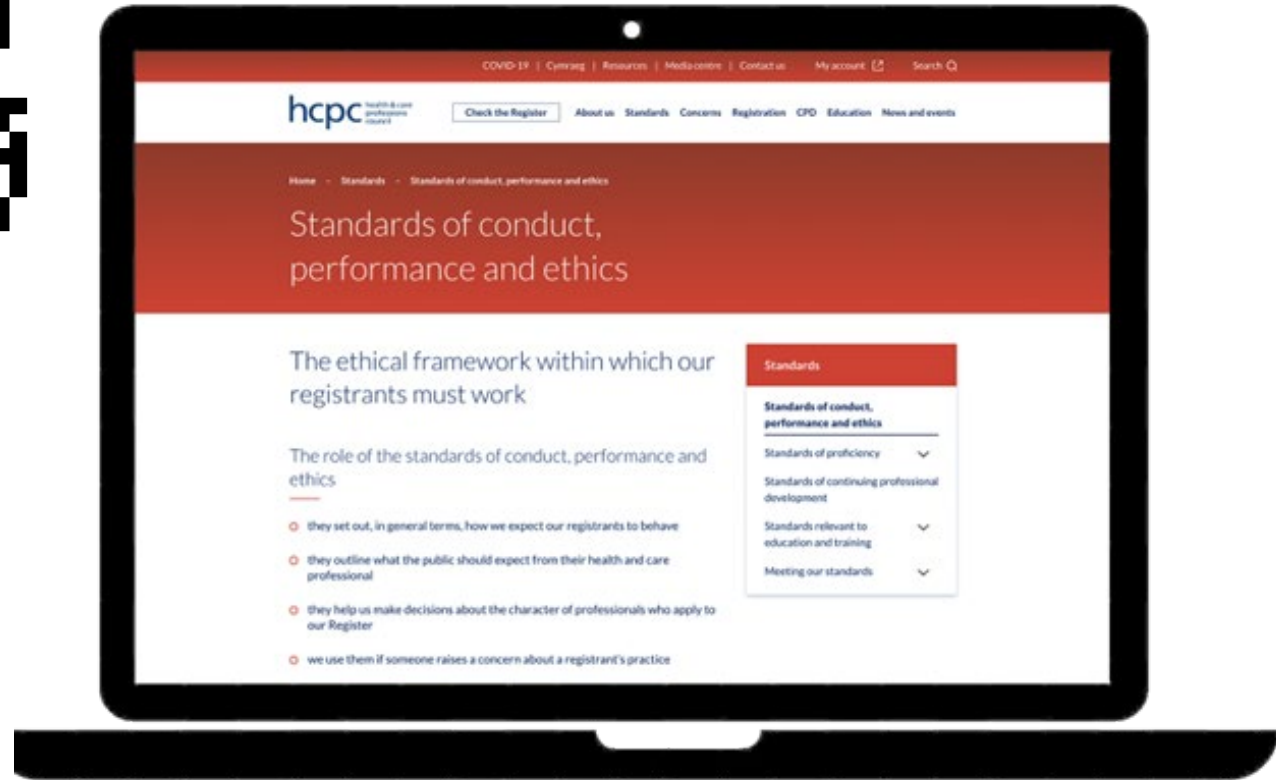 COVID-19 | Cymraeg | Resources | Media centre | Contact us My account Search
hcpc health & care professions council
Check the Register About us Standards Concerns Registration CPD Education News and events
Home - Standards - Standards of conduct, performance and ethics
Standards of conduct,
performance and ethics
The ethical framework within which our
registrants must work
The role of the standards of conduct, performance and
ethics
they set out, in general terms, how we expect our registrants to behave
they outline what the public should expect from their health and care
professional
they help us make decisions about the character of professionals who apply to
our Register
we use them if someone raises a concern about a registrant's practice
Standards
Standards of conduct,
performance and ethics
Standards of proficiency
Standards of continuing professional
development
Standards relevant to
education and training
Meeting our standards